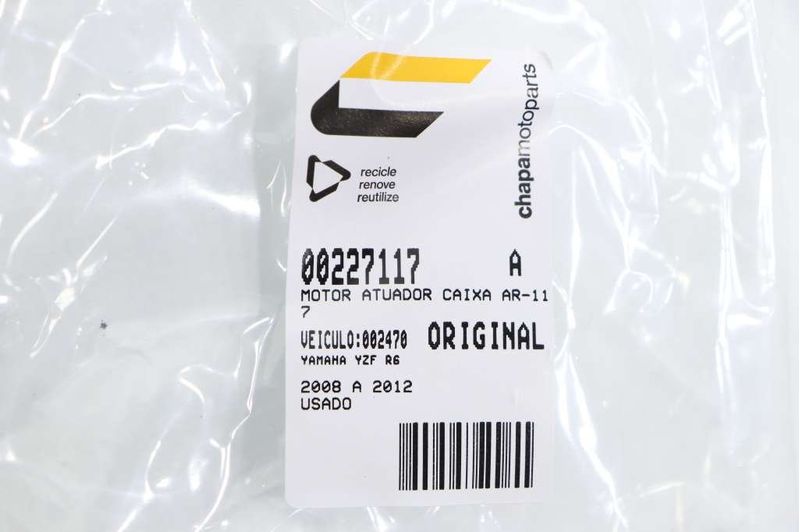 chapamotoparts
recicle
renove
reutilize
00227117 A
MOTOR ATUADOR CAIXA AR-11
7
VEICULO:002470 ORIGINAL
YAMAHA YZF R6
2008 A 2012
USADO